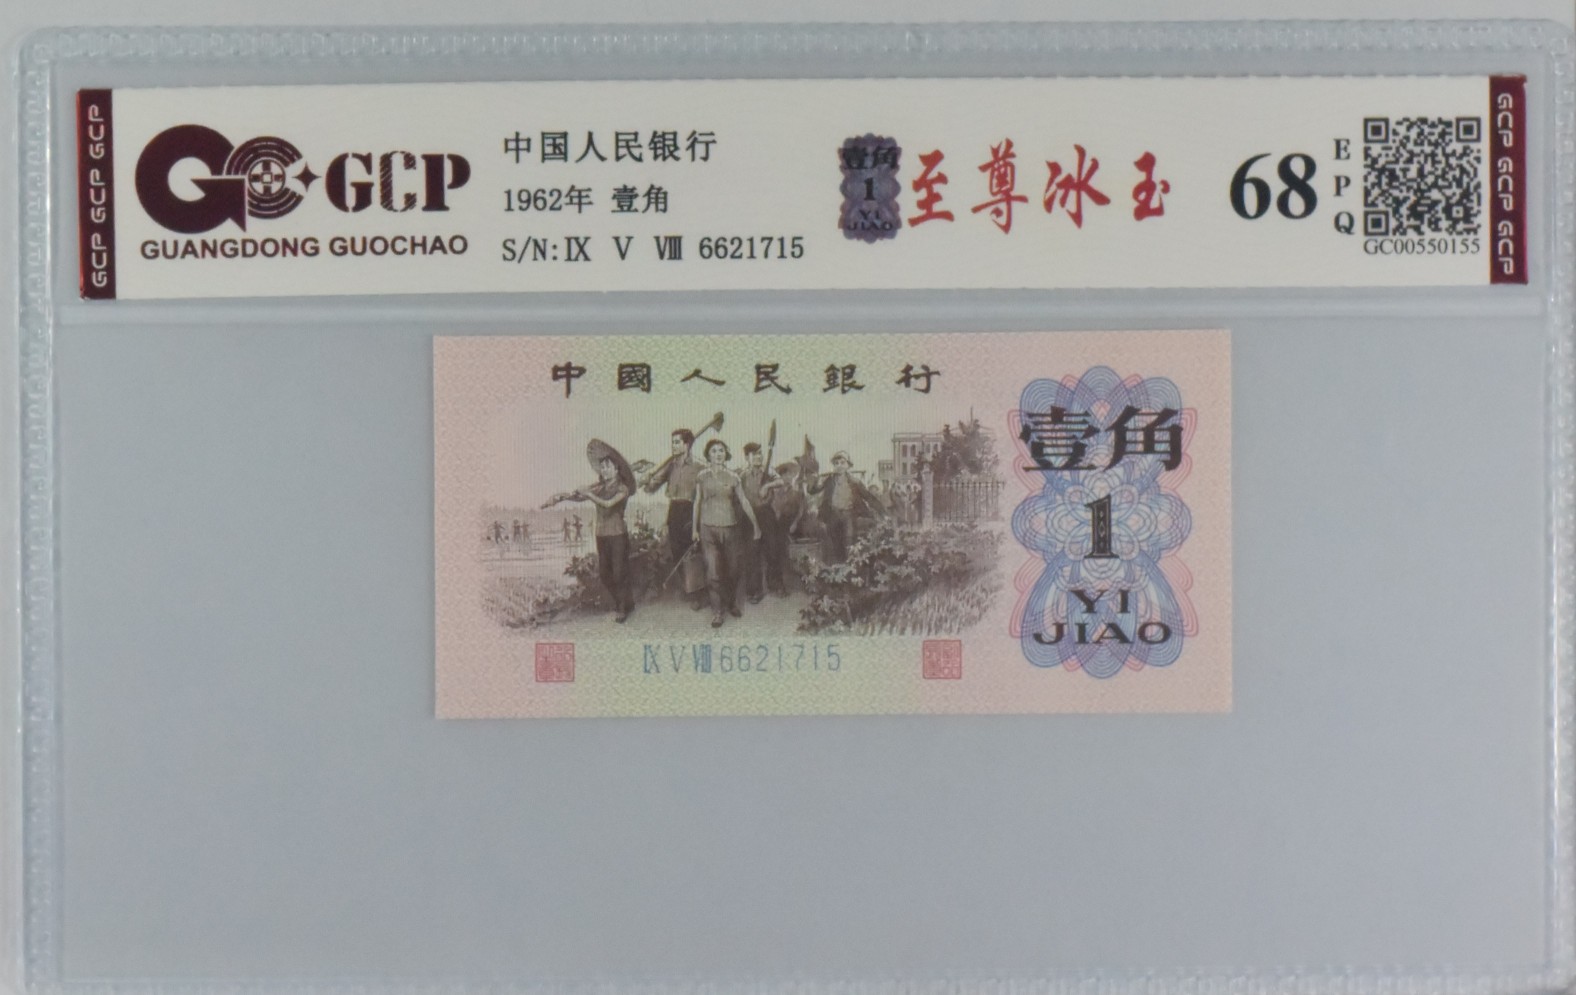 GCP GCP GCP
GCP
GUANGDONG GUOCHAO
中国人民银行
1962年 壹角
S/N:Ⅸ Ⅴ Ⅷ 6621715
壹角
1
YI
JIAO
至尊冰玉
68
EPQ
GC00550155
GCP GCP GCP
中國人民銀行
壹角
1
YI
JIAO
Ⅸ Ⅴ Ⅷ 6621715